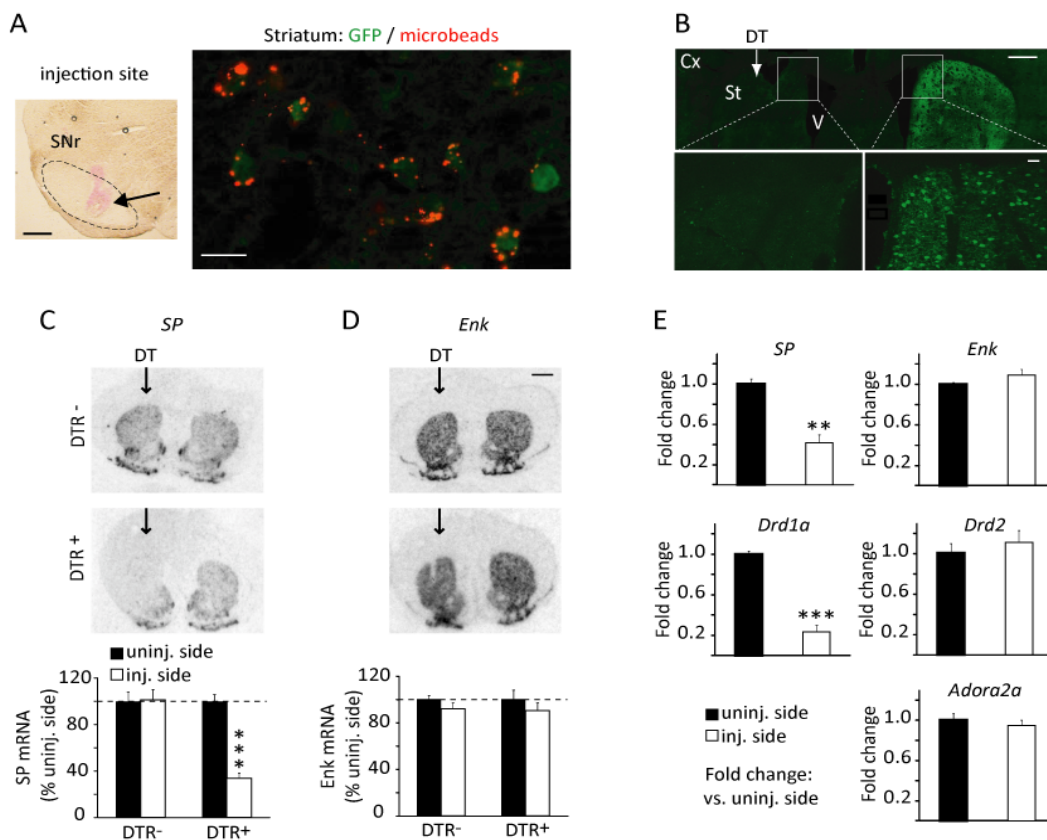 A
Striatum: GFP / microbeads
injection site
SNr
B
DT
Cx
St
V
C
SP
DT
DTR -
DTR +
uninj. side
inj. side
SP mRNA
(% uninj. side)
120
80
40
0
***
DTR-
DTR+
D
Enk
DT
Enk mRNA
(% uninj. side)
120
80
40
0
DTR-
DTR+
E
SP
Fold change
1.0
0.6
0.2
**
Enk
Fold change
1.0
0.6
0.2
Drd1a
Fold change
1.0
0.6
0.2
***
Drd2
Fold change
1.0
0.6
0.2
uninj. side
inj. side
Fold change:
vs. uninj. side
Adora2a
Fold change
1.0
0.6
0.2